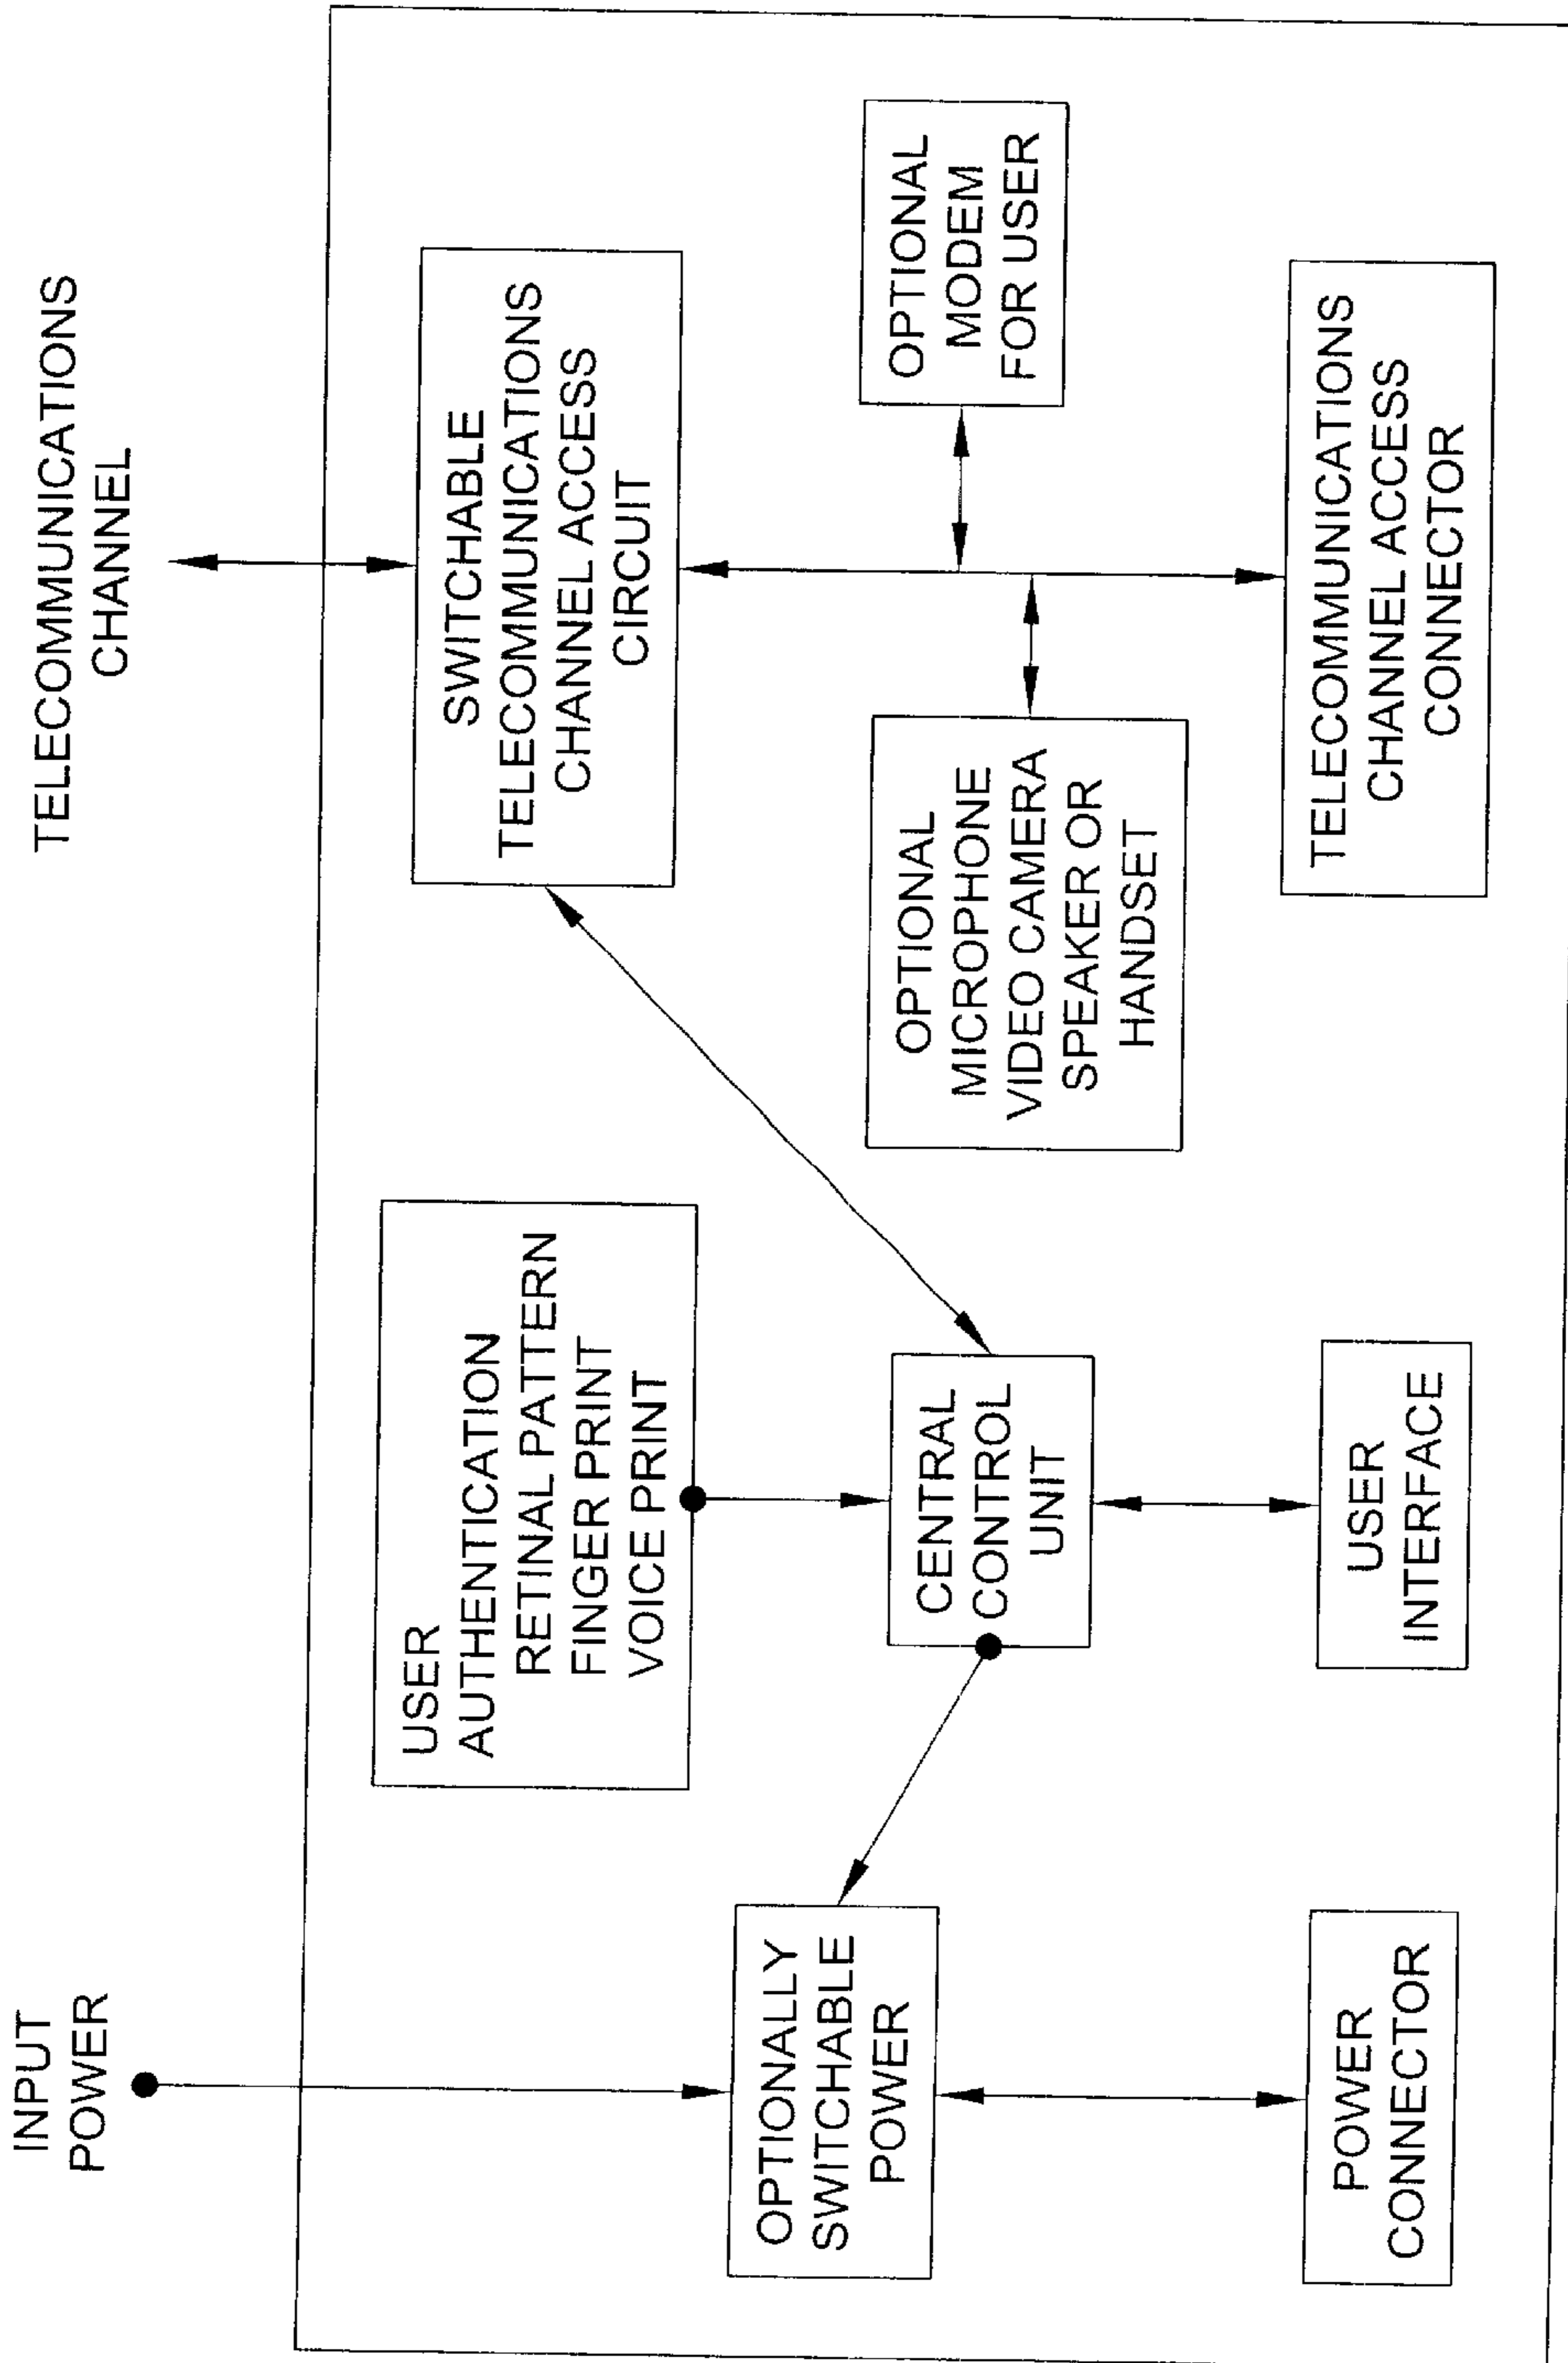 TELECOMMUNICATIONS
CHANNEL
INPUT
POWER
SWITCHABLE
TELECOMMUNICATIONS
CHANNEL ACCESS
CIRCUIT
USER
AUTHENTICATION
RETINAL PATTERN
FINGER PRINT
VOICE PRINT
OPTIONALLY
SWITCHABLE
POWER
CENTRAL
CONTROL
UNIT
OPTIONAL
MICROPHONE
VIDEO CAMERA
SPEAKER OR
HANDSET
OPTIONAL
MODEM
FOR USER
POWER
CONNECTOR
USER
INTERFACE
TELECOMMUNICATIONS
CHANNEL ACCESS
CONNECTOR